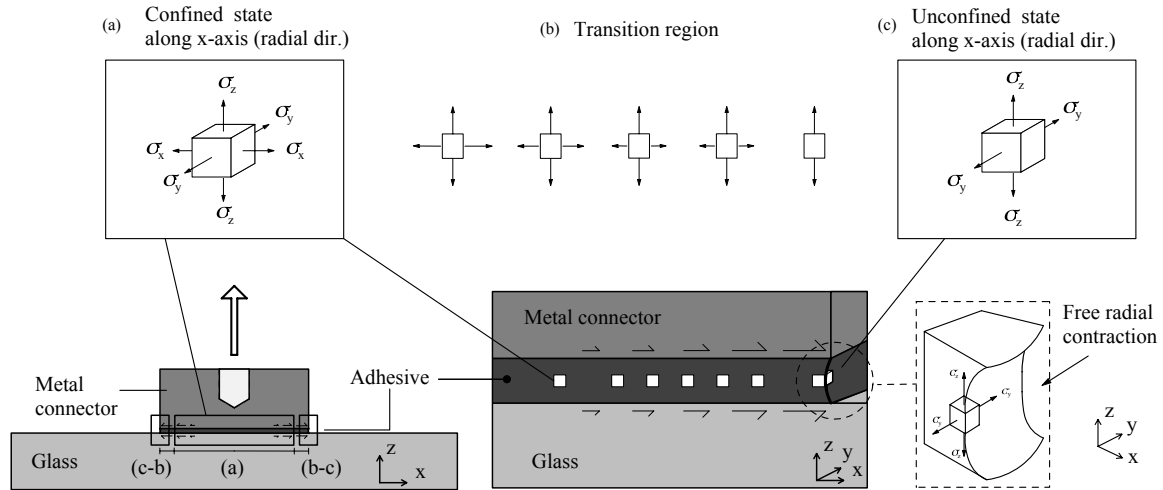 (a) Confined state
along x-axis (radial dir.)
(b) Transition region
(c) Unconfined state
along x-axis (radial dir.)
σz
σy
σx
σx
σy
σz
σz
σy
σy
σz
Metal connector
Free radial
contraction
Adhesive
Metal
connector
σz
σy
σy
σz
Glass
(c-b)
(a)
(b-c)
z
x
Glass
z
y
x
z
y
x